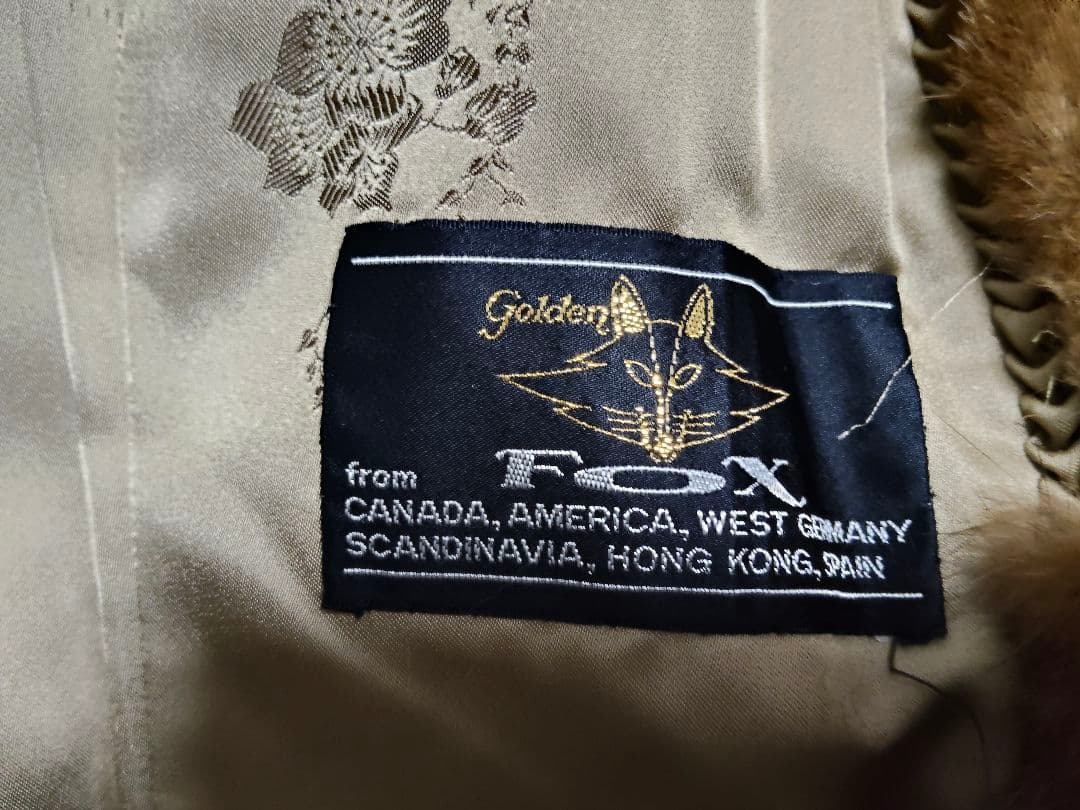 Golden
FOX
from
CANADA, AMERICA, WEST GERMANY
SCANDINAVIA, HONG KONG, SPAIN